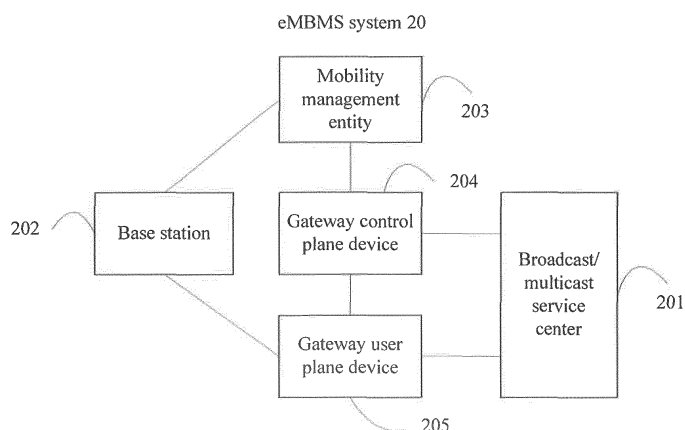 eMBMS system 20
Mobility
management
entity
203
204
202
Base station
Gateway control
plane device
Broadcast/
multicast
service
center
201
Gateway user
plane device
205